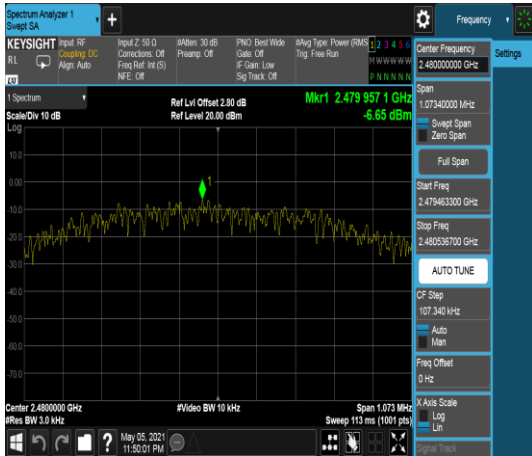 Spectrum Analyzer 1
Swept SA
+
Frequency
KEYSIGHT
RL
LXI
Input: RF
Coupling: DC
Align: Auto
Input Z: 50 Ω
Corrections: Off
Freq Ref: Int (S)
NFE: Off
#Atten: 30 dB
Preamp: Off
PNO: Best Wide
Gate: Off
IF Gain: Low
Sig Track: Off
#Avg Type: Power (RMS
Trig: Free Run
1 2 3 4 5 6
M W W W W W
P N N N N N
Center Frequency
2.480000000 GHz
Settings
Span
1.07340000 MHz
Swept Span
Zero Span
Full Span
Start Freq
2.479463300 GHz
Stop Freq
2.480536700 GHz
AUTO TUNE
CF Step
107.340 kHz
Auto
Man
Freq Offset
0 Hz
X Axis Scale
Log
Lin
Signal Track
1 Spectrum
Scale/Div 10 dB
Log
Ref Lvl Offset 2.80 dB
Ref Level 20.00 dBm
Mkr1 2.479 957 1 GHz
-6.65 dBm
1
10.0
0.00
-10.0
-20.0
-30.0
-40.0
-50.0
-60.0
-70.0
Center 2.4800000 GHz
#Res BW 3.0 kHz
#Video BW 10 kHz
Span 1.073 MHz
Sweep 113 ms (1001 pts)
?
May 05, 2021
11:50:01 PM